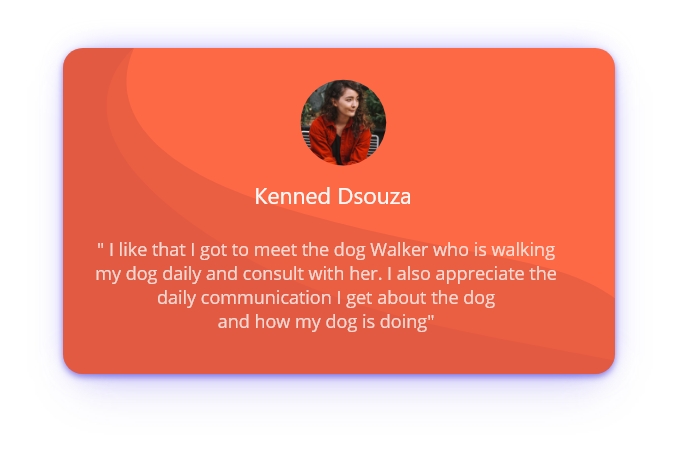 Kenned Dsouza
" I like that I got to meet the dog Walker who is walking
my dog daily and consult with her. I also appreciate the
daily communication I get about the dog
and how my dog is doing"